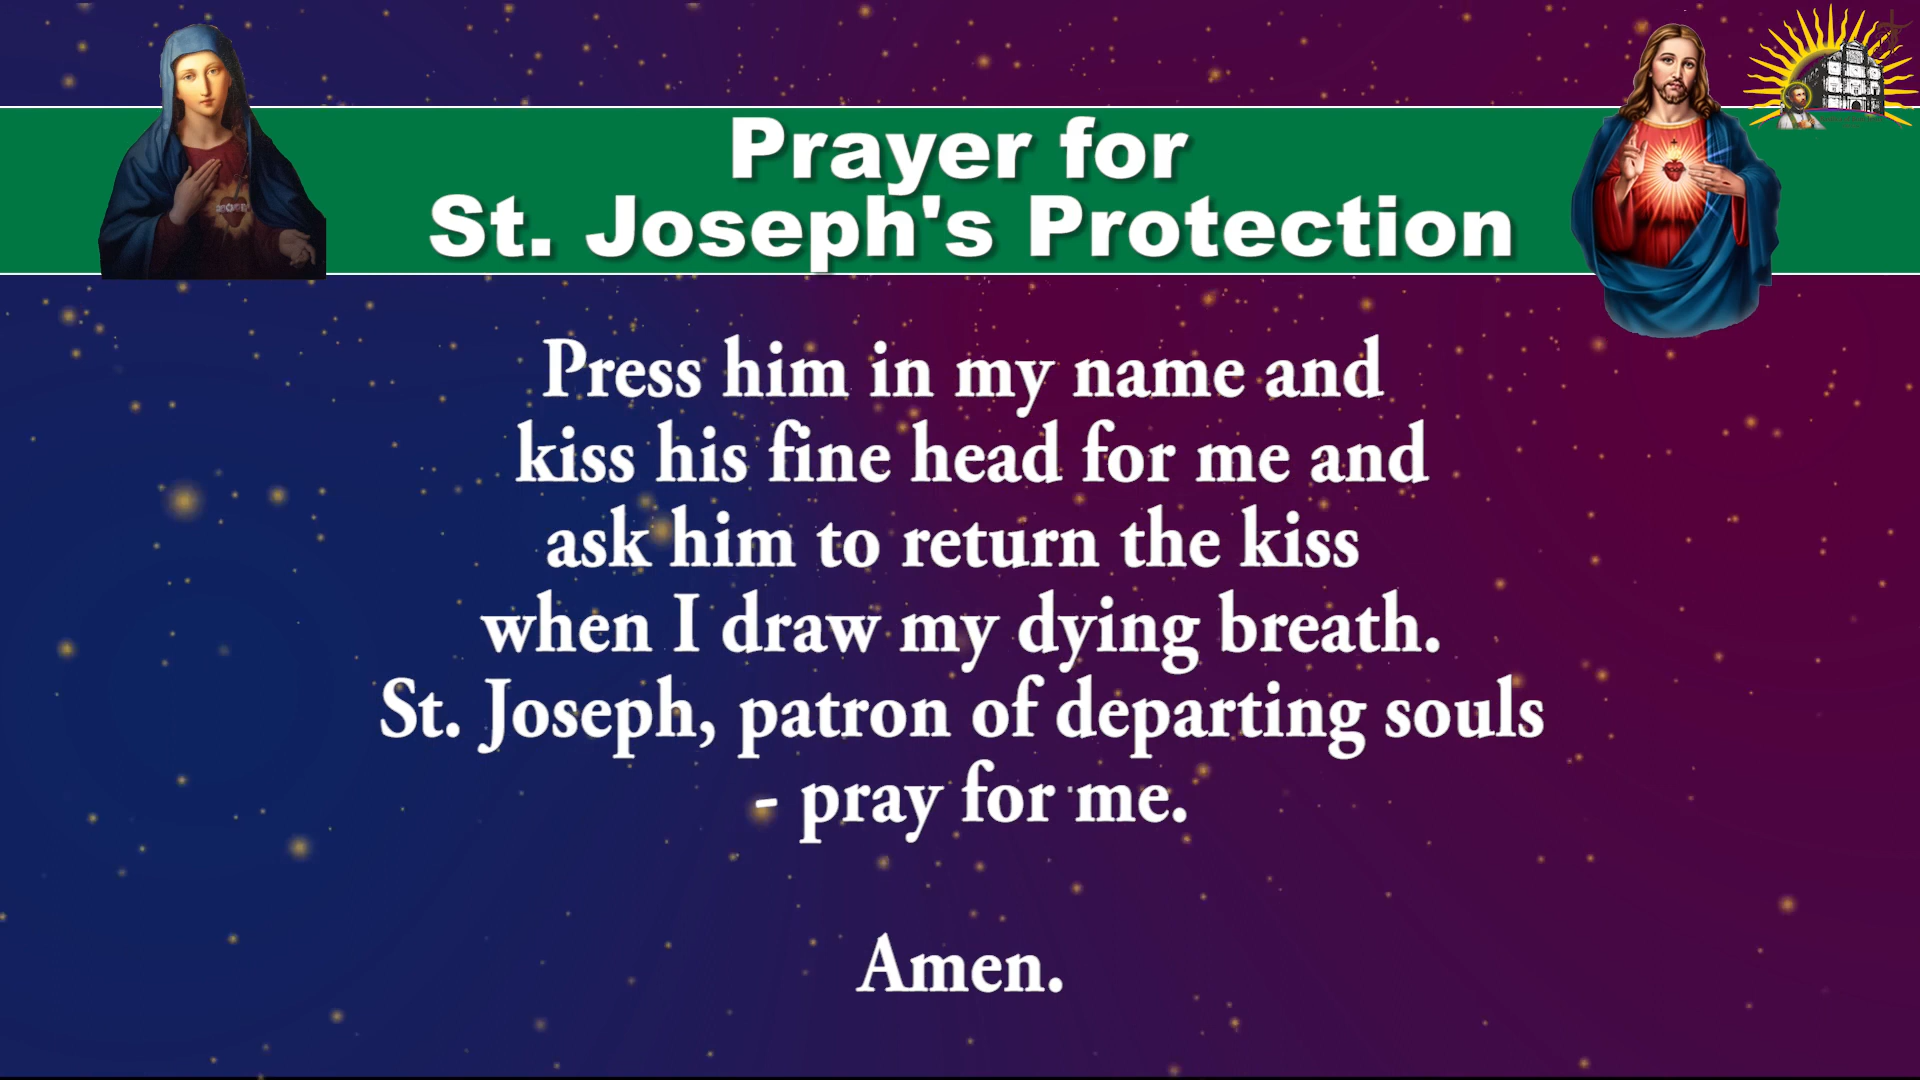 Prayer for
St. Joseph's Protection
Press him in my name and
kiss his fine head for me and
ask him to return the kiss
when I draw my dying breath.
St. Joseph, patron of departing souls
- pray for me.
Amen.